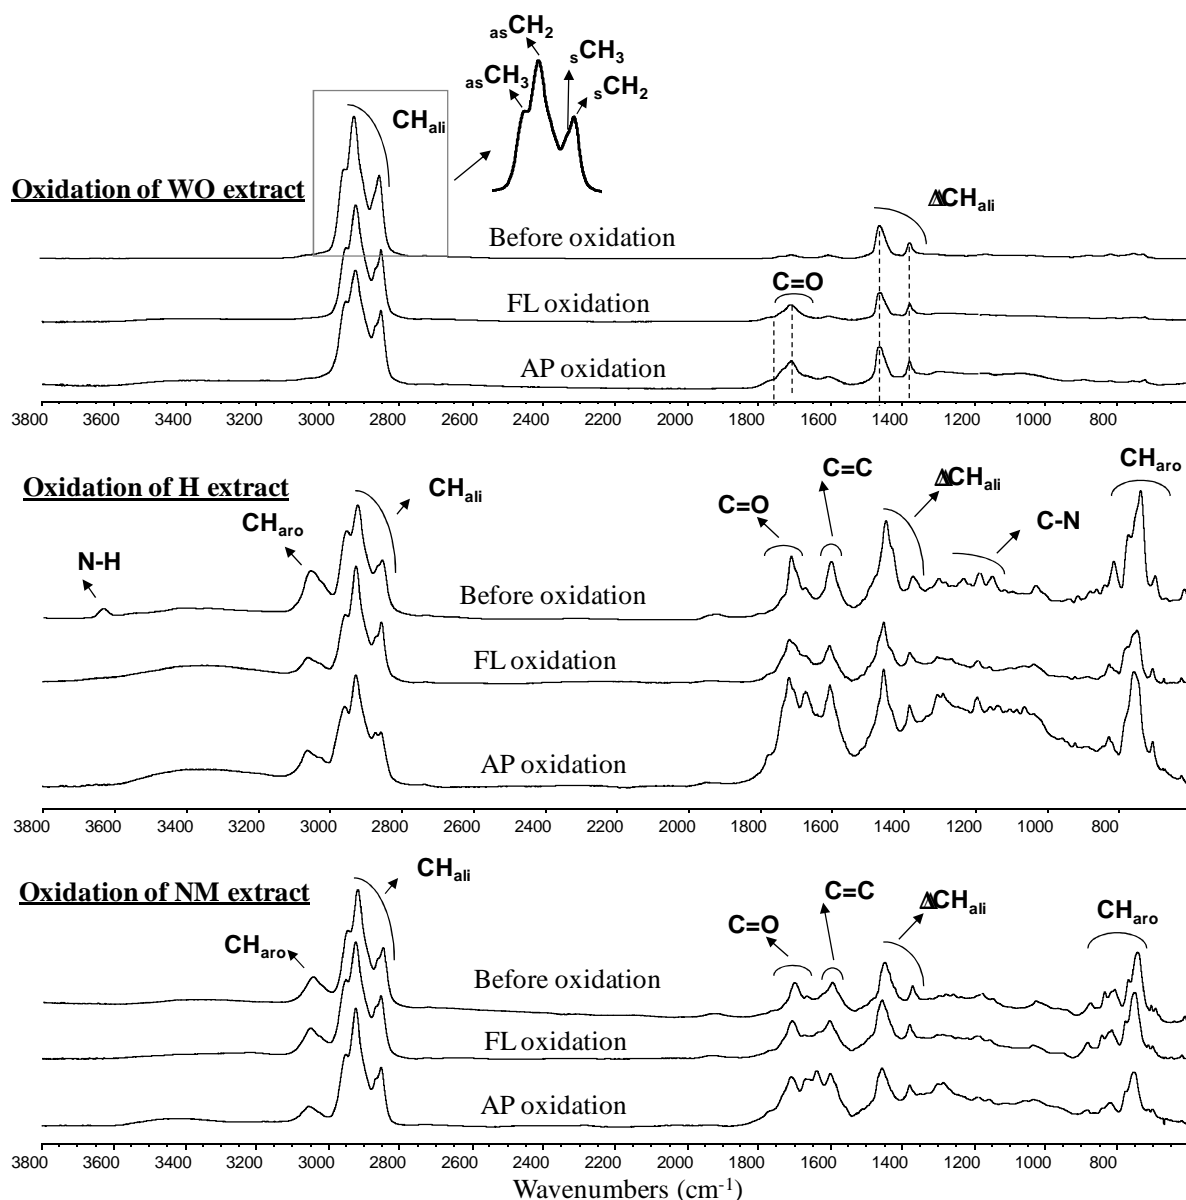 asCH2
sCH3
asCH3
sCH2
CHali
Oxidation of WO extract
ΔCHali
Before oxidation
C=O
FL oxidation
AP oxidation
3800 3600 3400 3200 3000 2800 2600 2400 2200 2000 1800 1600 1400 1200 1000 800
C=C
CHaro
Oxidation of H extract
CHali
ΔCHali
C=O
CHaro
C-N
N-H
Before oxidation
FL oxidation
AP oxidation
3800 3600 3400 3200 3000 2800 2600 2400 2200 2000 1800 1600 1400 1200 1000 800
CHali
Oxidation of NM extract
C=C
ΔCHali
CHaro
C=O
CHaro
Before oxidation
FL oxidation
AP oxidation
3800 3600 3400 3200 3000 2800 2600 2400 2200 2000 1800 1600 1400 1200 1000 800
Wavenumbers (cm-1)